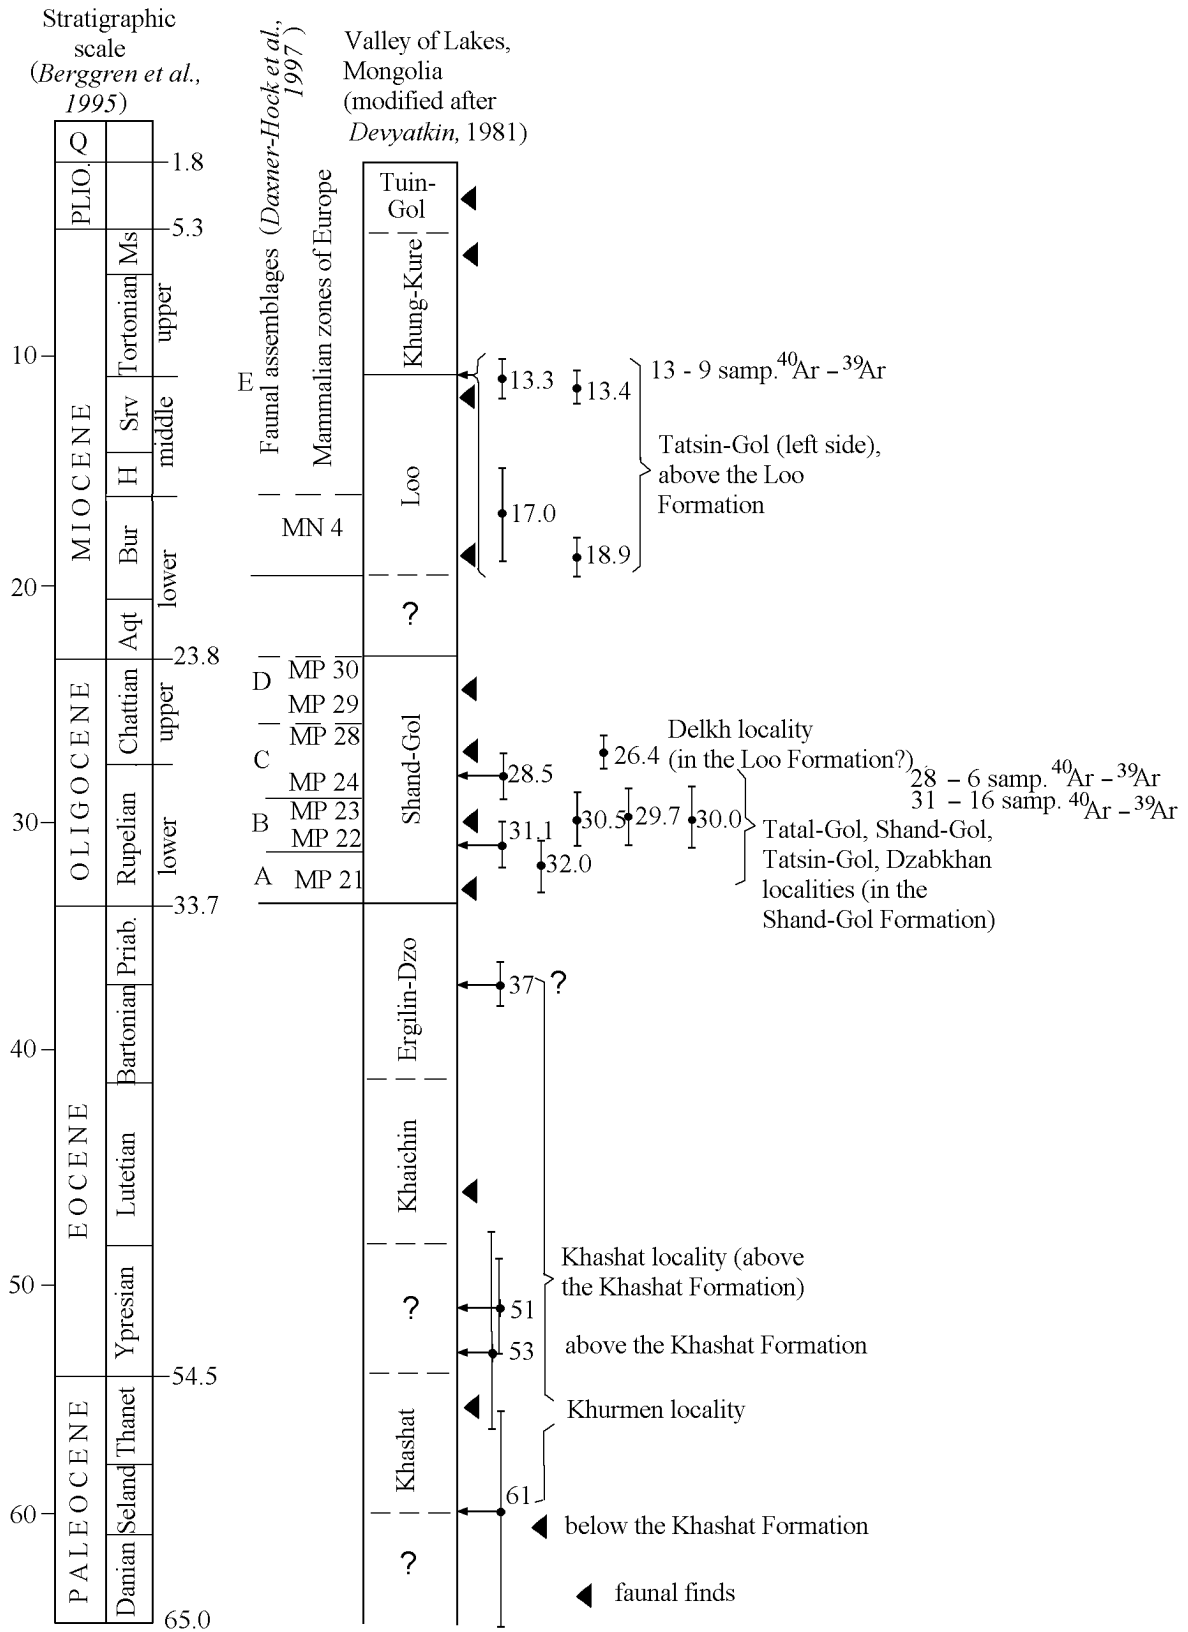 Stratigraphic
scale
(Berggren et al.,
1995)
Faunal assemblages (Daxner-Hock et al.,
1997 )
Mammalian zones of Europe
Valley of Lakes,
Mongolia
(modified after
Devyatkin, 1981)
Q
1.8
PLIO.
5.3
MIOCENE
Ms
Tortonian
upper
10
Srv
middle
H
Bur
lower
20
Aqt
23.8
OLIGOCENE
Chattian
upper
Rupelian
lower
30
33.7
EOCENE
Priab.
Bartonian
40
Lutetian
50
Ypresian
54.5
PALEOCENE
Thanet
Seland
60
Danian
65.0
E
MN 4
D
MP 30
MP 29
C
MP 28
MP 24
B
MP 23
MP 22
A
MP 21
Tuin-
Gol
Khung-Kure
Loo
?
Shand-Gol
Ergilin-Dzo
Khaichin
?
Khashat
?
13.3
13.4
17.0
18.9
13 - 9 samp.40Ar – 39Ar
Tatsin-Gol (left side),
above the Loo
Formation
Delkh locality
26.4
(in the Loo Formation?)
28.5
28 – 6 samp. 40Ar – 39Ar
31 – 16 samp. 40Ar – 39Ar
30.5
29.7
30.0
31.1
32.0
Tatal-Gol, Shand-Gol,
Tatsin-Gol, Dzabkhan
localities (in the
Shand-Gol Formation)
37 ?
Khashat locality (above
the Khashat Formation)
51
53
above the Khashat Formation
Khurmen locality
61
below the Khashat Formation
faunal finds